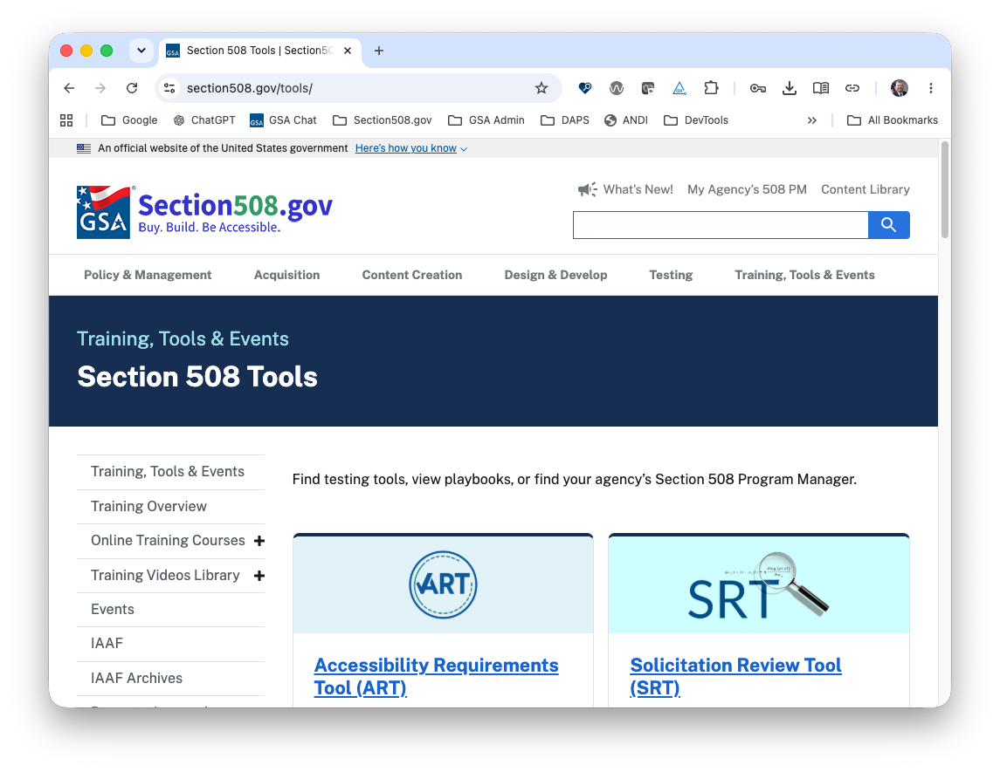 Section 508 Tools | Section50
section508.gov/tools/
Google
ChatGPT
GSA
GSA Chat
Section508.gov
GSA Admin
DAPS
ANDI
DevTools
All Bookmarks
An official website of the United States government Here's how you know
GSA
Section508.gov
Buy. Build. Be Accessible.
What's New! My Agency's 508 PM Content Library
Policy & Management Acquisition Content Creation Design & Develop Testing Training, Tools & Events
Training, Tools & Events
Section 508 Tools
Training, Tools & Events
Training Overview
Online Training Courses
Training Videos Library
Events
IAAF
IAAF Archives
Find testing tools, view playbooks, or find your agency's Section 508 Program Manager.
ART
Accessibility Requirements
Tool (ART)
SRT
Solicitation Review Tool
(SRT)